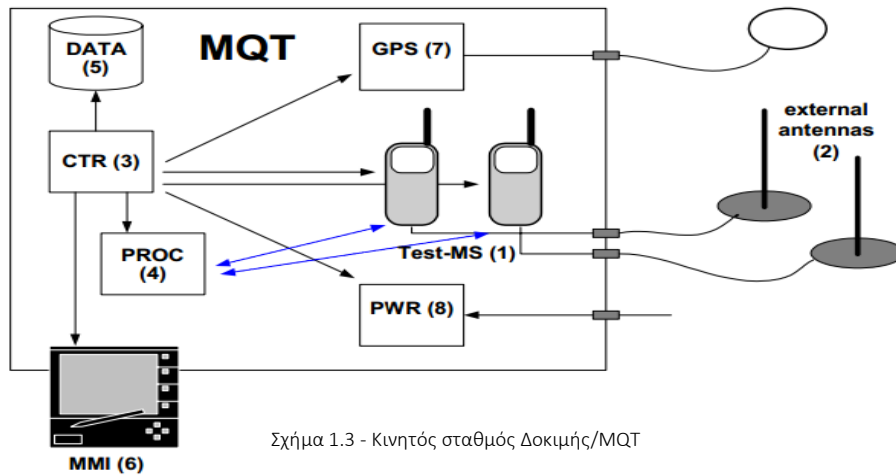 MQT
DATA
(5)
GPS (7)
external
antennas
(2)
CTR (3)
PROC
(4)
Test-MS (1)
PWR (8)
MMI (6)
Σχήμα 1.3 - Κινητός σταθμός Δοκιμής/MQT